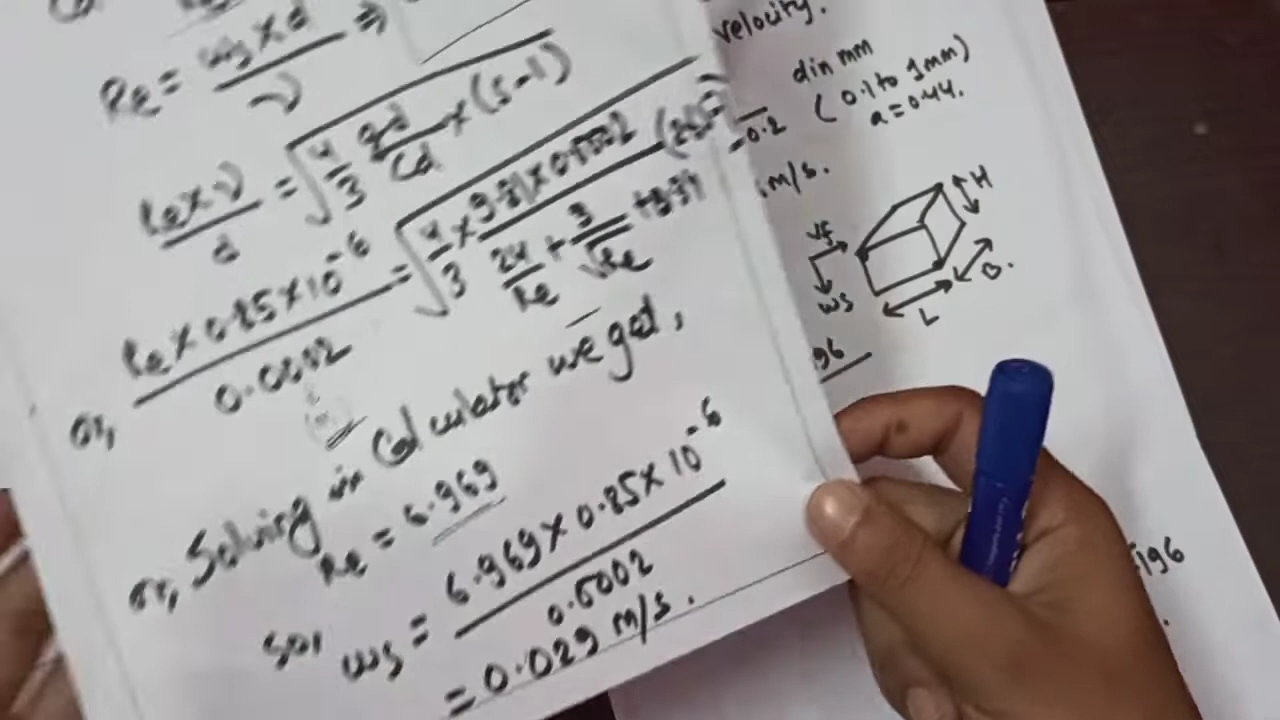 Re = ws × d / ν ⇒
Re × ν / d = √(4/3 gd/Cd × (s-1))
or, Re × 0.85 × 10^-6 / 0.0002 = √(4/3 × 9.81 × 0.0002 / (24/Re + 3/√Re + 0.34)
or, Solving in Calculator we get,
Re = 6.969
so, ws = 6.969 × 0.85 × 10^-6 / 0.0002
= 0.029 m/s.
velocity.
d in mm
(0.1 to 1mm)
a = 0.44.
0.2
m/s.
H
Vf
ws
B.
L
96
196